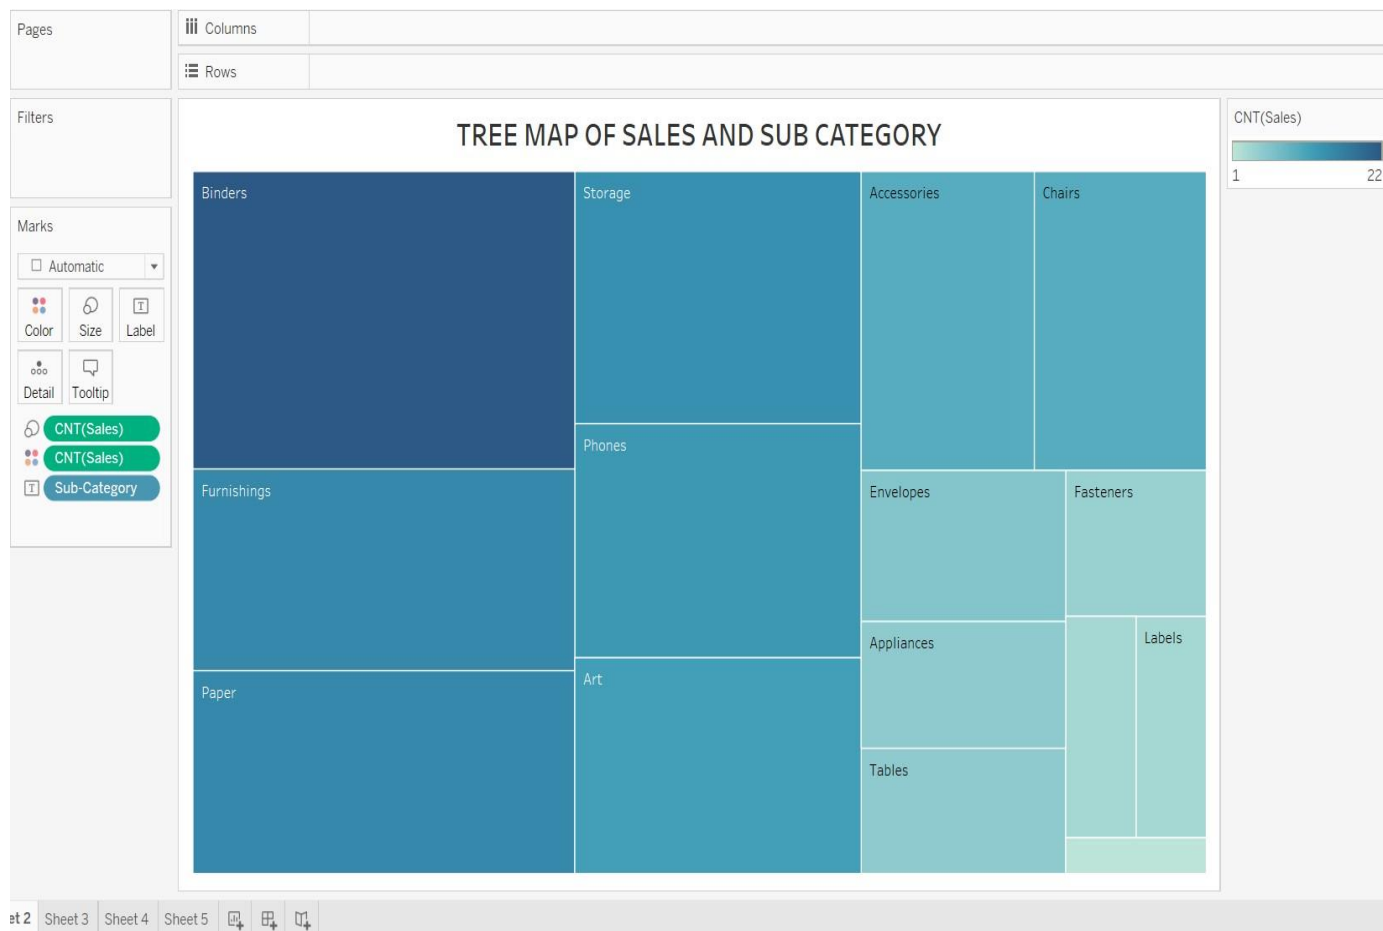 Pages
Columns
Rows
Filters
Marks
Automatic
Color Size Label
Detail Tooltip
CNT(Sales)
CNT(Sales)
Sub-Category
TREE MAP OF SALES AND SUB CATEGORY
Binders
Furnishings
Paper
Storage
Phones
Art
Accessories
Chairs
Envelopes
Fasteners
Appliances
Labels
Tables
CNT(Sales)
1 22
et 2 Sheet 3 Sheet 4 Sheet 5